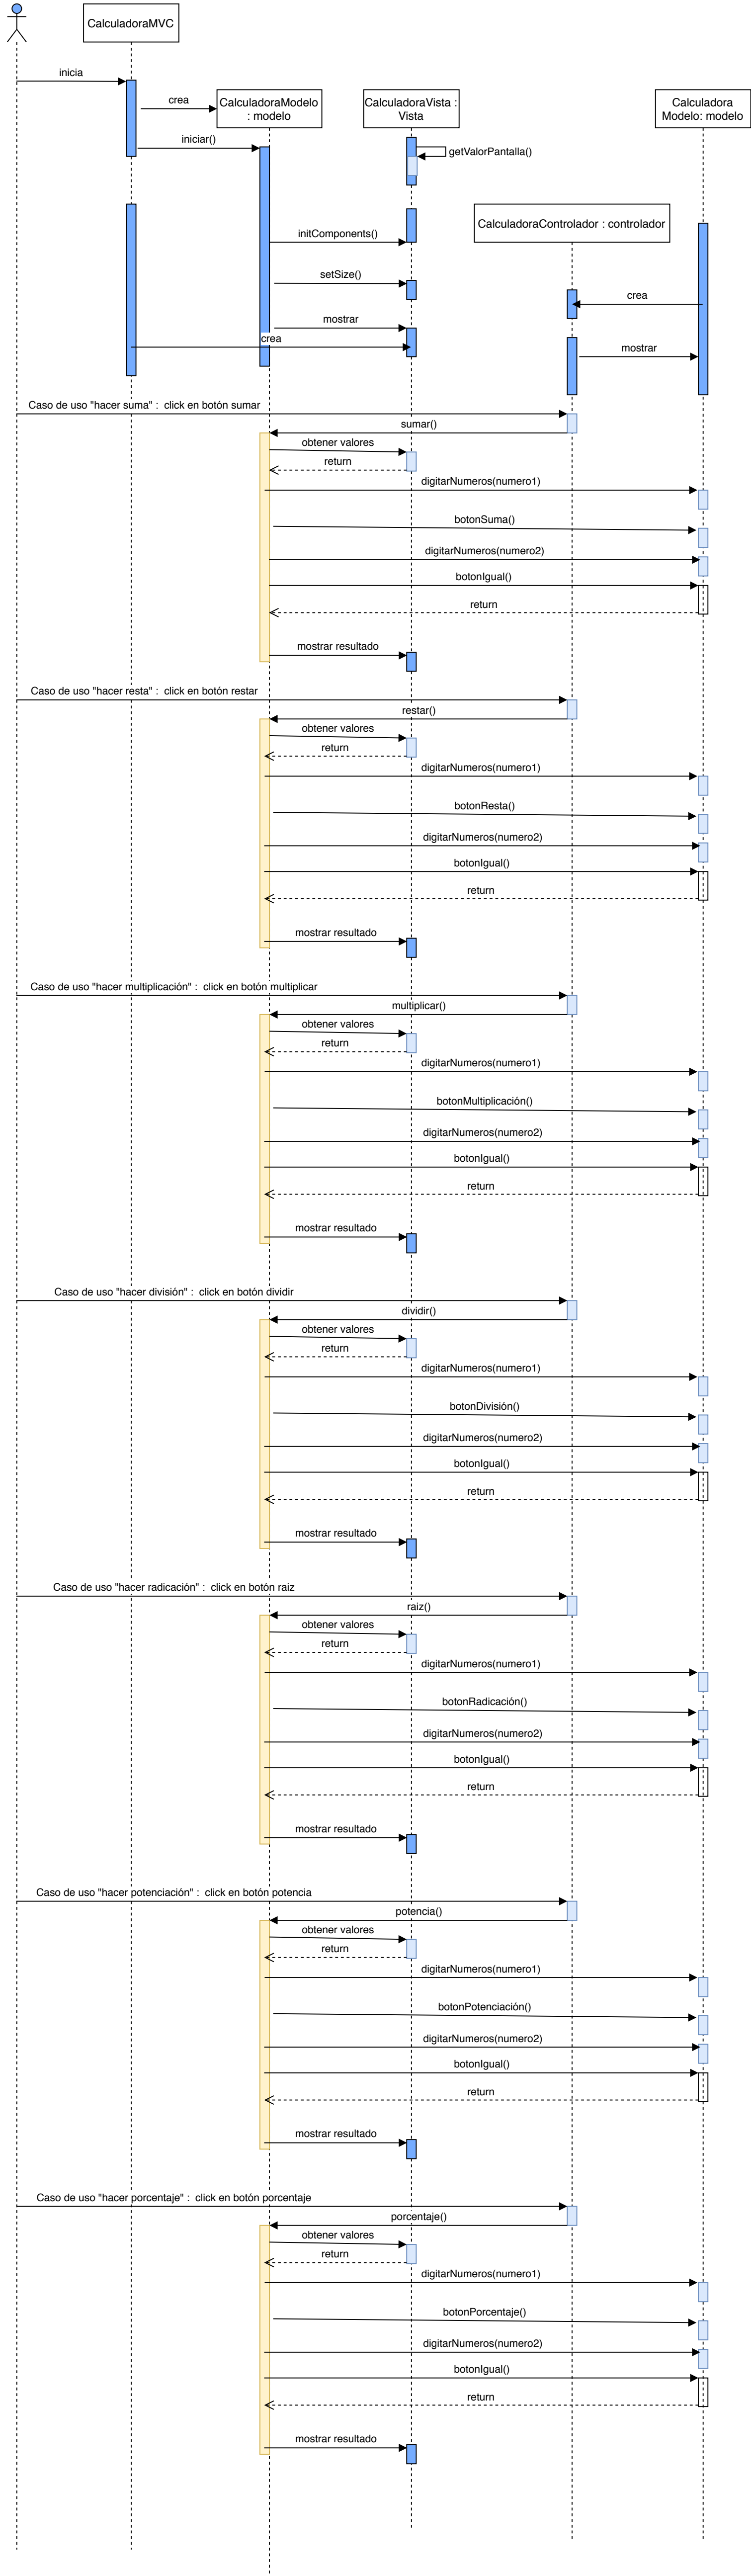 CalculadoraMVC
inicia
crea
CalculadoraModelo
: modelo
CalculadoraVista :
Vista
Calculadora
Modelo: modelo
iniciar()
getValorPantalla()
CalculadoraControlador : controlador
initComponents()
setSize()
crea
mostrar
crea
mostrar
Caso de uso "hacer suma" :  click en botón sumar
sumar()
obtener valores
return
digitarNumeros(numero1)
botonSuma()
digitarNumeros(numero2)
botonIgual()
return
mostrar resultado
Caso de uso "hacer resta" :  click en botón restar
restar()
obtener valores
return
digitarNumeros(numero1)
botonResta()
digitarNumeros(numero2)
botonIgual()
return
mostrar resultado
Caso de uso "hacer multiplicación" :  click en botón multiplicar
multiplicar()
obtener valores
return
digitarNumeros(numero1)
botonMultiplicación()
digitarNumeros(numero2)
botonIgual()
return
mostrar resultado
Caso de uso "hacer división" :  click en botón dividir
dividir()
obtener valores
return
digitarNumeros(numero1)
botonDivisión()
digitarNumeros(numero2)
botonIgual()
return
mostrar resultado
Caso de uso "hacer radicación" :  click en botón raiz
raiz()
obtener valores
return
digitarNumeros(numero1)
botonRadicación()
digitarNumeros(numero2)
botonIgual()
return
mostrar resultado
Caso de uso "hacer potenciación" :  click en botón potencia
potencia()
obtener valores
return
digitarNumeros(numero1)
botonPotenciación()
digitarNumeros(numero2)
botonIgual()
return
mostrar resultado
Caso de uso "hacer porcentaje" :  click en botón porcentaje
porcentaje()
obtener valores
return
digitarNumeros(numero1)
botonPorcentaje()
digitarNumeros(numero2)
botonIgual()
return
mostrar resultado